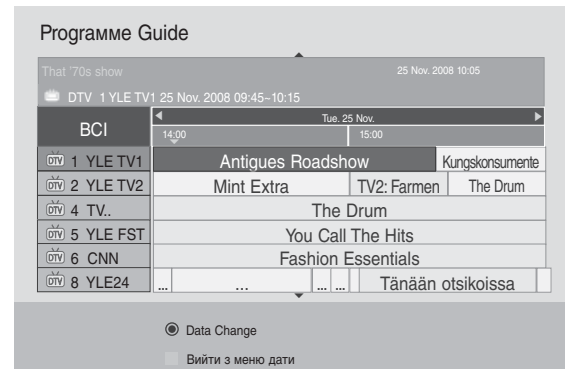 Prograмме Guide
That '70s show 25 Nov. 2008 10:05
DTV 1 YLE TV1 25 Nov. 2008 09:45~10:15
ВСІ
Tue. 25 Nov.
14:00 15:00
DTV 1 YLE TV1 Antigues Roadshow Kungskonsumente
DTV 2 YLE TV2 Mint Extra TV2: Farmen The Drum
DTV 4 TV.. The Drum
DTV 5 YLE FST You Call The Hits
DTV 6 CNN Fashion Essentials
DTV 8 YLE24 ... ... ... ... Tänään otsikoissa
Data Change
Вийти з меню дати